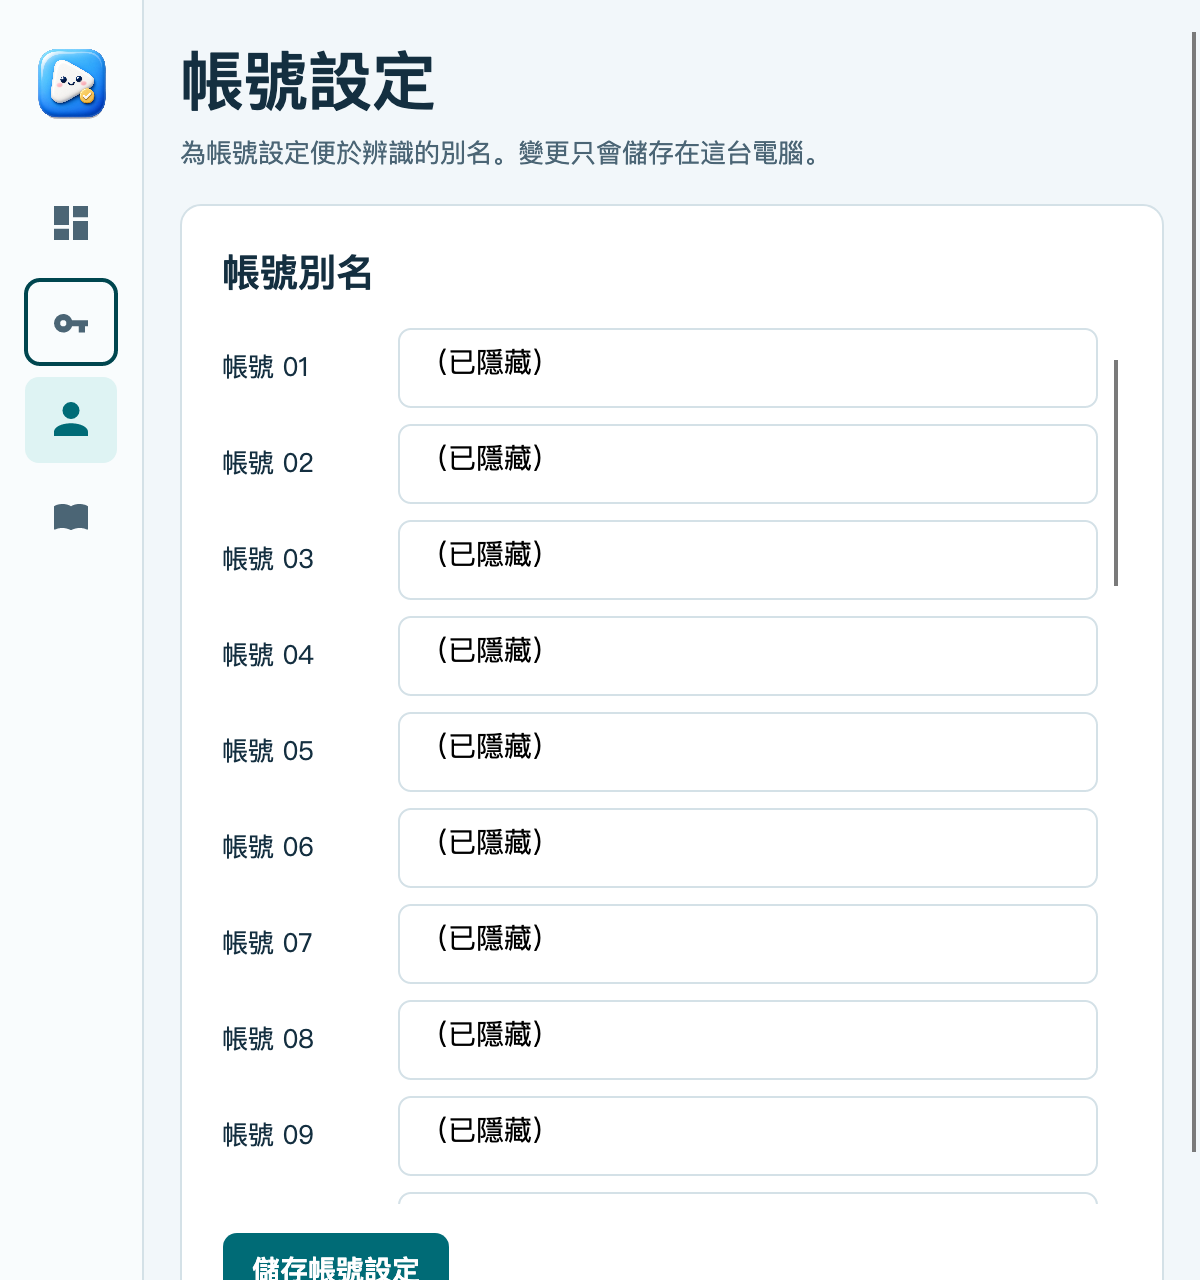 帳號設定
為帳號設定便於辨識的別名。變更只會儲存在這台電腦。
帳號別名
帳號 01 （已隱藏）
帳號 02 （已隱藏）
帳號 03 （已隱藏）
帳號 04 （已隱藏）
帳號 05 （已隱藏）
帳號 06 （已隱藏）
帳號 07 （已隱藏）
帳號 08 （已隱藏）
帳號 09 （已隱藏）
儲存帳號設定